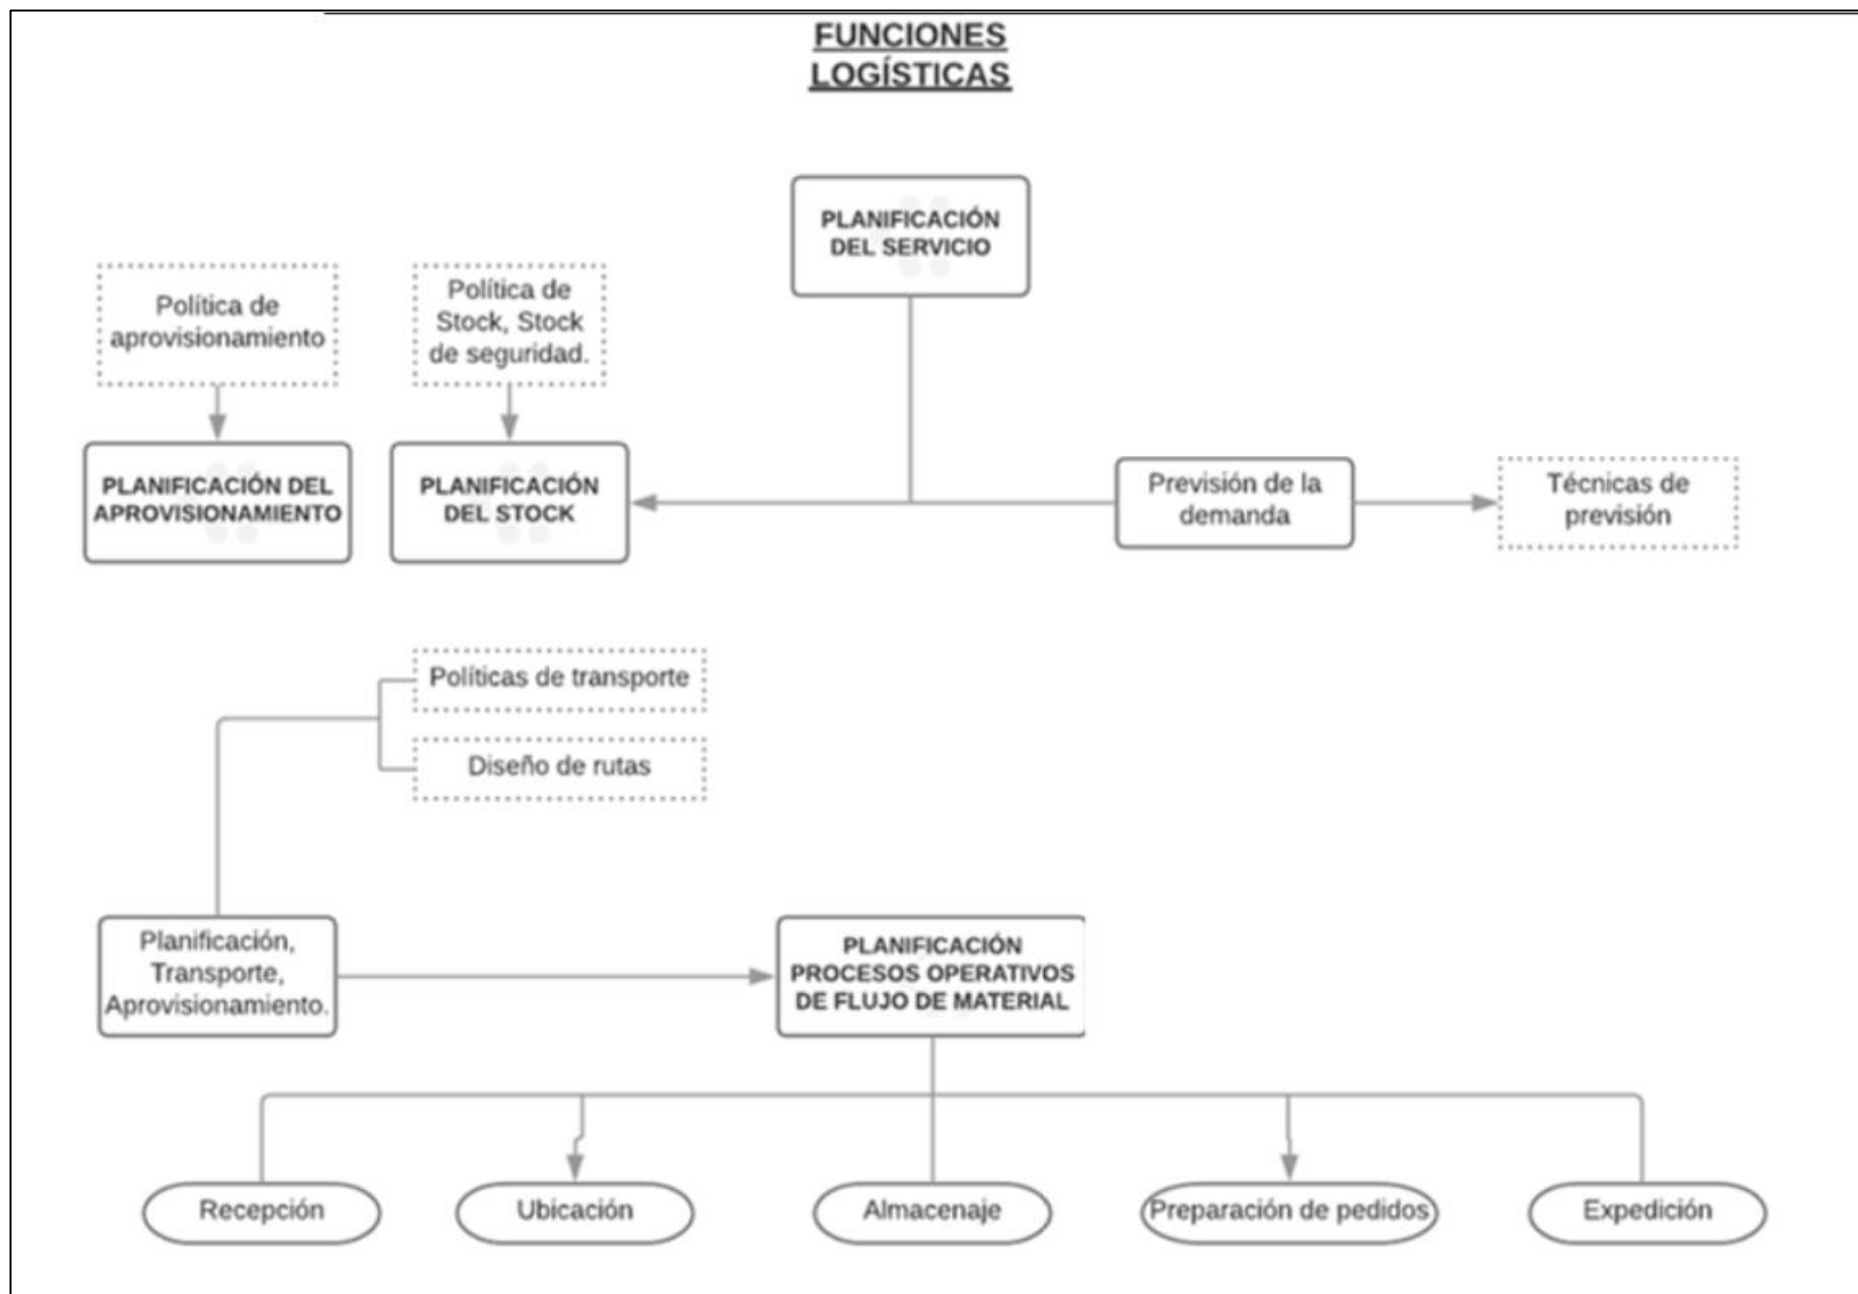 FUNCIONES
LOGÍSTICAS
PLANIFICACIÓN
DEL SERVICIO
Política de
aprovisionamiento
Política de
Stock, Stock
de seguridad.
PLANIFICACIÓN DEL
APROVISIONAMIENTO
PLANIFICACIÓN
DEL STOCK
Previsión de la
demanda
Técnicas de
previsión
Políticas de transporte
Diseño de rutas
Planificación,
Transporte,
Aprovisionamiento.
PLANIFICACIÓN
PROCESOS OPERATIVOS
DE FLUJO DE MATERIAL
Recepción
Ubicación
Almacenaje
Preparación de pedidos
Expedición